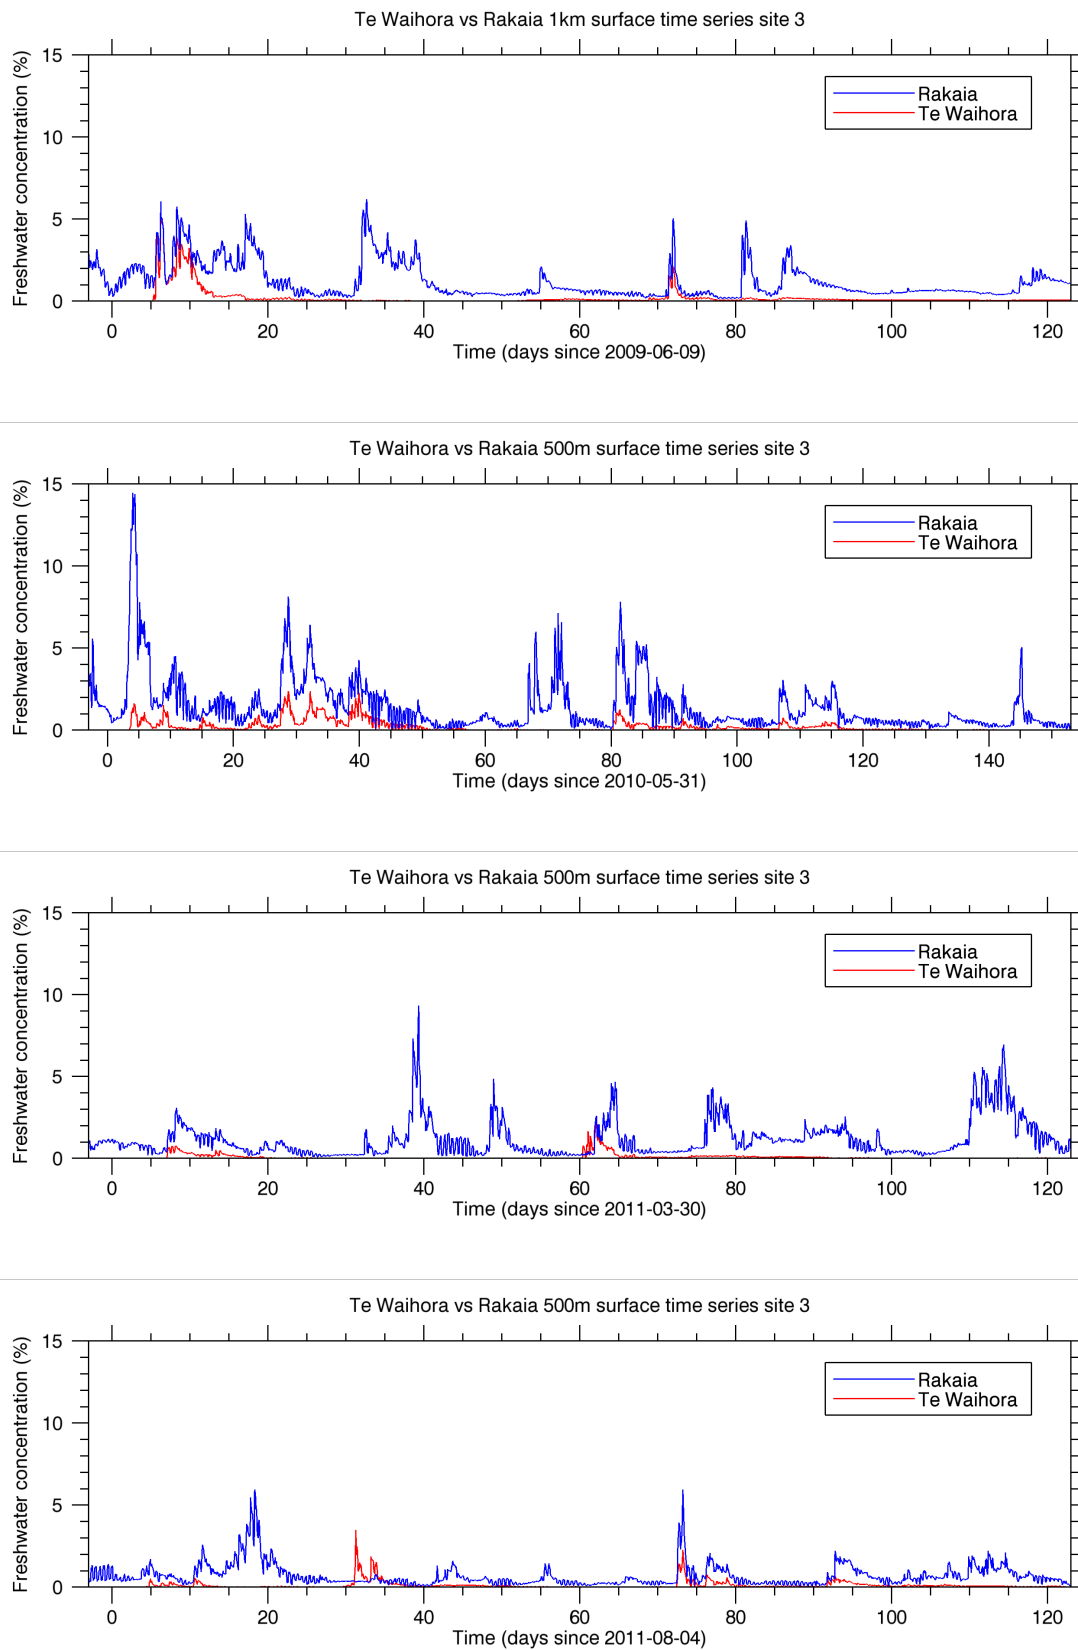 Te Waihora vs Rakaia 1km surface time series site 3
Freshwater concentration (%)
15
10
5
0
Rakaia
Te Waihora
0 20 40 60 80 100 120
Time (days since 2009-06-09)
Te Waihora vs Rakaia 500m surface time series site 3
Freshwater concentration (%)
15
10
5
0
Rakaia
Te Waihora
0 20 40 60 80 100 120 140
Time (days since 2010-05-31)
Te Waihora vs Rakaia 500m surface time series site 3
Freshwater concentration (%)
15
10
5
0
Rakaia
Te Waihora
0 20 40 60 80 100 120
Time (days since 2011-03-30)
Te Waihora vs Rakaia 500m surface time series site 3
Freshwater concentration (%)
15
10
5
0
Rakaia
Te Waihora
0 20 40 60 80 100 120
Time (days since 2011-08-04)